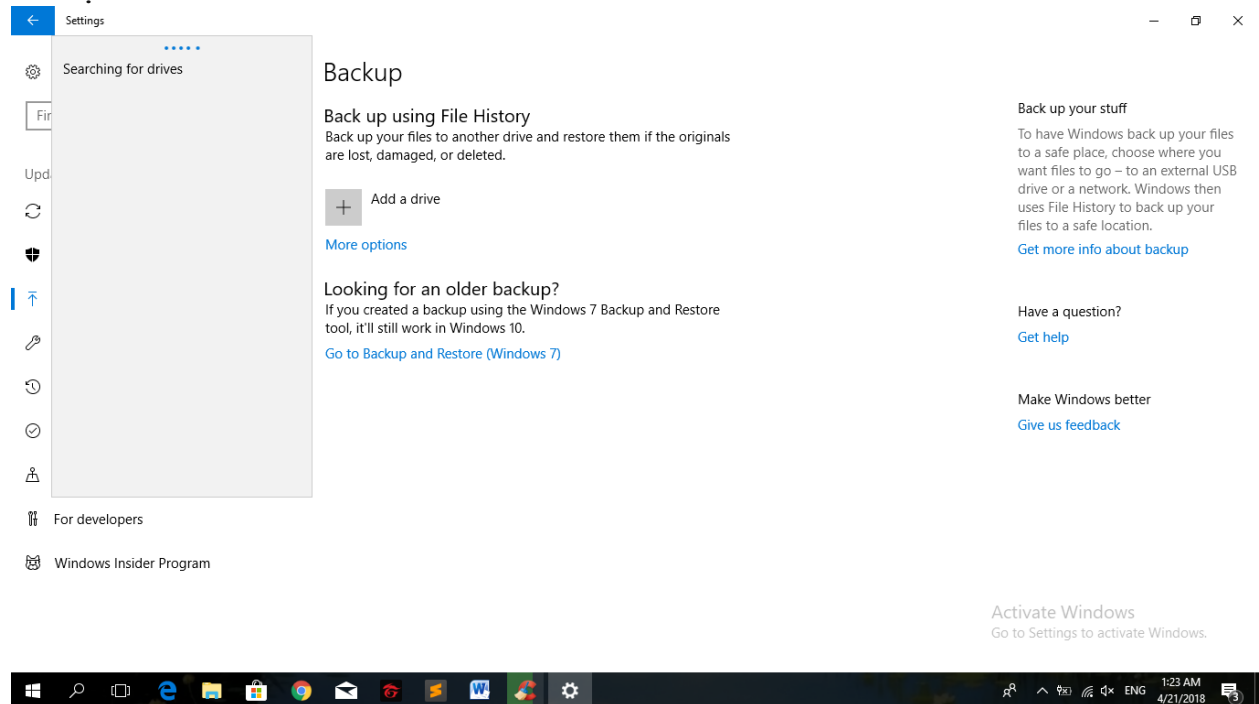 Settings
Searching for drives
Fin
Upda
For developers
Windows Insider Program
Backup
Back up using File History
Back up your files to another drive and restore them if the originals
are lost, damaged, or deleted.
Add a drive
More options
Looking for an older backup?
If you created a backup using the Windows 7 Backup and Restore
tool, it'll still work in Windows 10.
Go to Backup and Restore (Windows 7)
Back up your stuff
To have Windows back up your files
to a safe place, choose where you
want files to go – to an external USB
drive or a network. Windows then
uses File History to back up your
files to a safe location.
Get more info about backup
Have a question?
Get help
Make Windows better
Give us feedback
Activate Windows
Go to Settings to activate Windows.
ENG
1:23 AM
4/21/2018
3